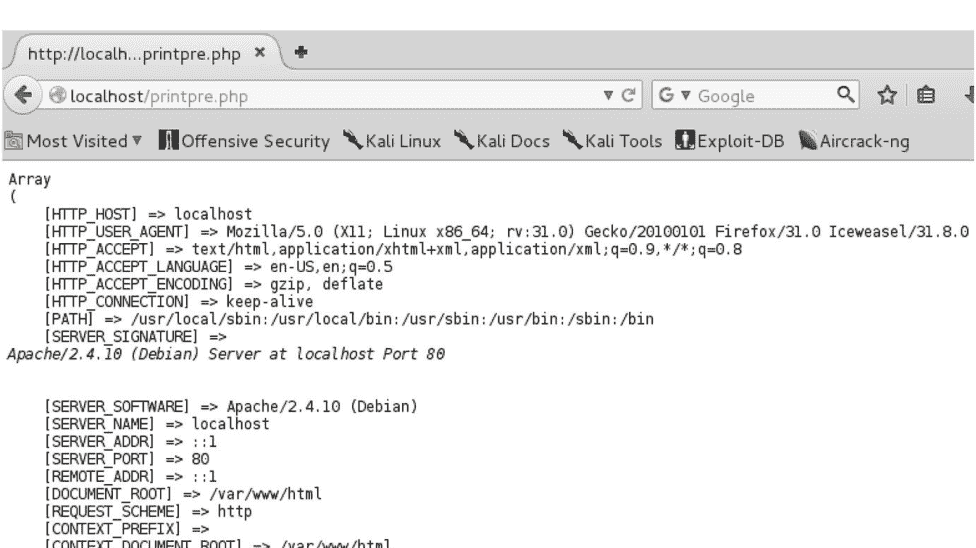 http://localh...printpre.php
localhost/printpre.php
Google
Most Visited Offensive Security Kali Linux Kali Docs Kali Tools Exploit-DB Aircrack-ng
Array
(
[HTTP_HOST] => localhost
[HTTP_USER_AGENT] => Mozilla/5.0 (X11; Linux x86_64; rv:31.0) Gecko/20100101 Firefox/31.0 Iceweasel/31.8.0
[HTTP_ACCEPT] => text/html,application/xhtml+xml,application/xml;q=0.9,*/*;q=0.8
[HTTP_ACCEPT_LANGUAGE] => en-US,en;q=0.5
[HTTP_ACCEPT_ENCODING] => gzip, deflate
[HTTP_CONNECTION] => keep-alive
[PATH] => /usr/local/sbin:/usr/local/bin:/usr/sbin:/usr/bin:/sbin:/bin
[SERVER_SIGNATURE] =>
Apache/2.4.10 (Debian) Server at localhost Port 80
[SERVER_SOFTWARE] => Apache/2.4.10 (Debian)
[SERVER_NAME] => localhost
[SERVER_ADDR] => ::1
[SERVER_PORT] => 80
[REMOTE_ADDR] => ::1
[DOCUMENT_ROOT] => /var/www/html
[REQUEST_SCHEME] => http
[CONTEXT_PREFIX] =>
[CONTEXT_DOCUMENT_ROOT] => /var/www/html